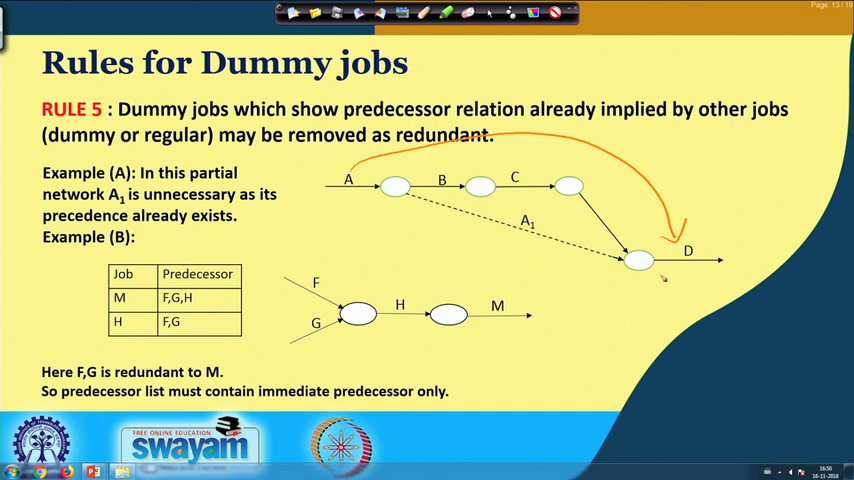 Page: 13 / 19
Rules for Dummy jobs
RULE 5 : Dummy jobs which show predecessor relation already implied by other jobs
(dummy or regular) may be removed as redundant.
Example (A): In this partial
network A1 is unnecessary as its
precedence already exists.
Example (B):
A B C
A1
D
Job Predecessor
M F,G,H
H F,G
F
G
H M
Here F,G is redundant to M.
So predecessor list must contain immediate predecessor only.
FREE ONLINE EDUCATION
swayam
16:50
16-11-2018